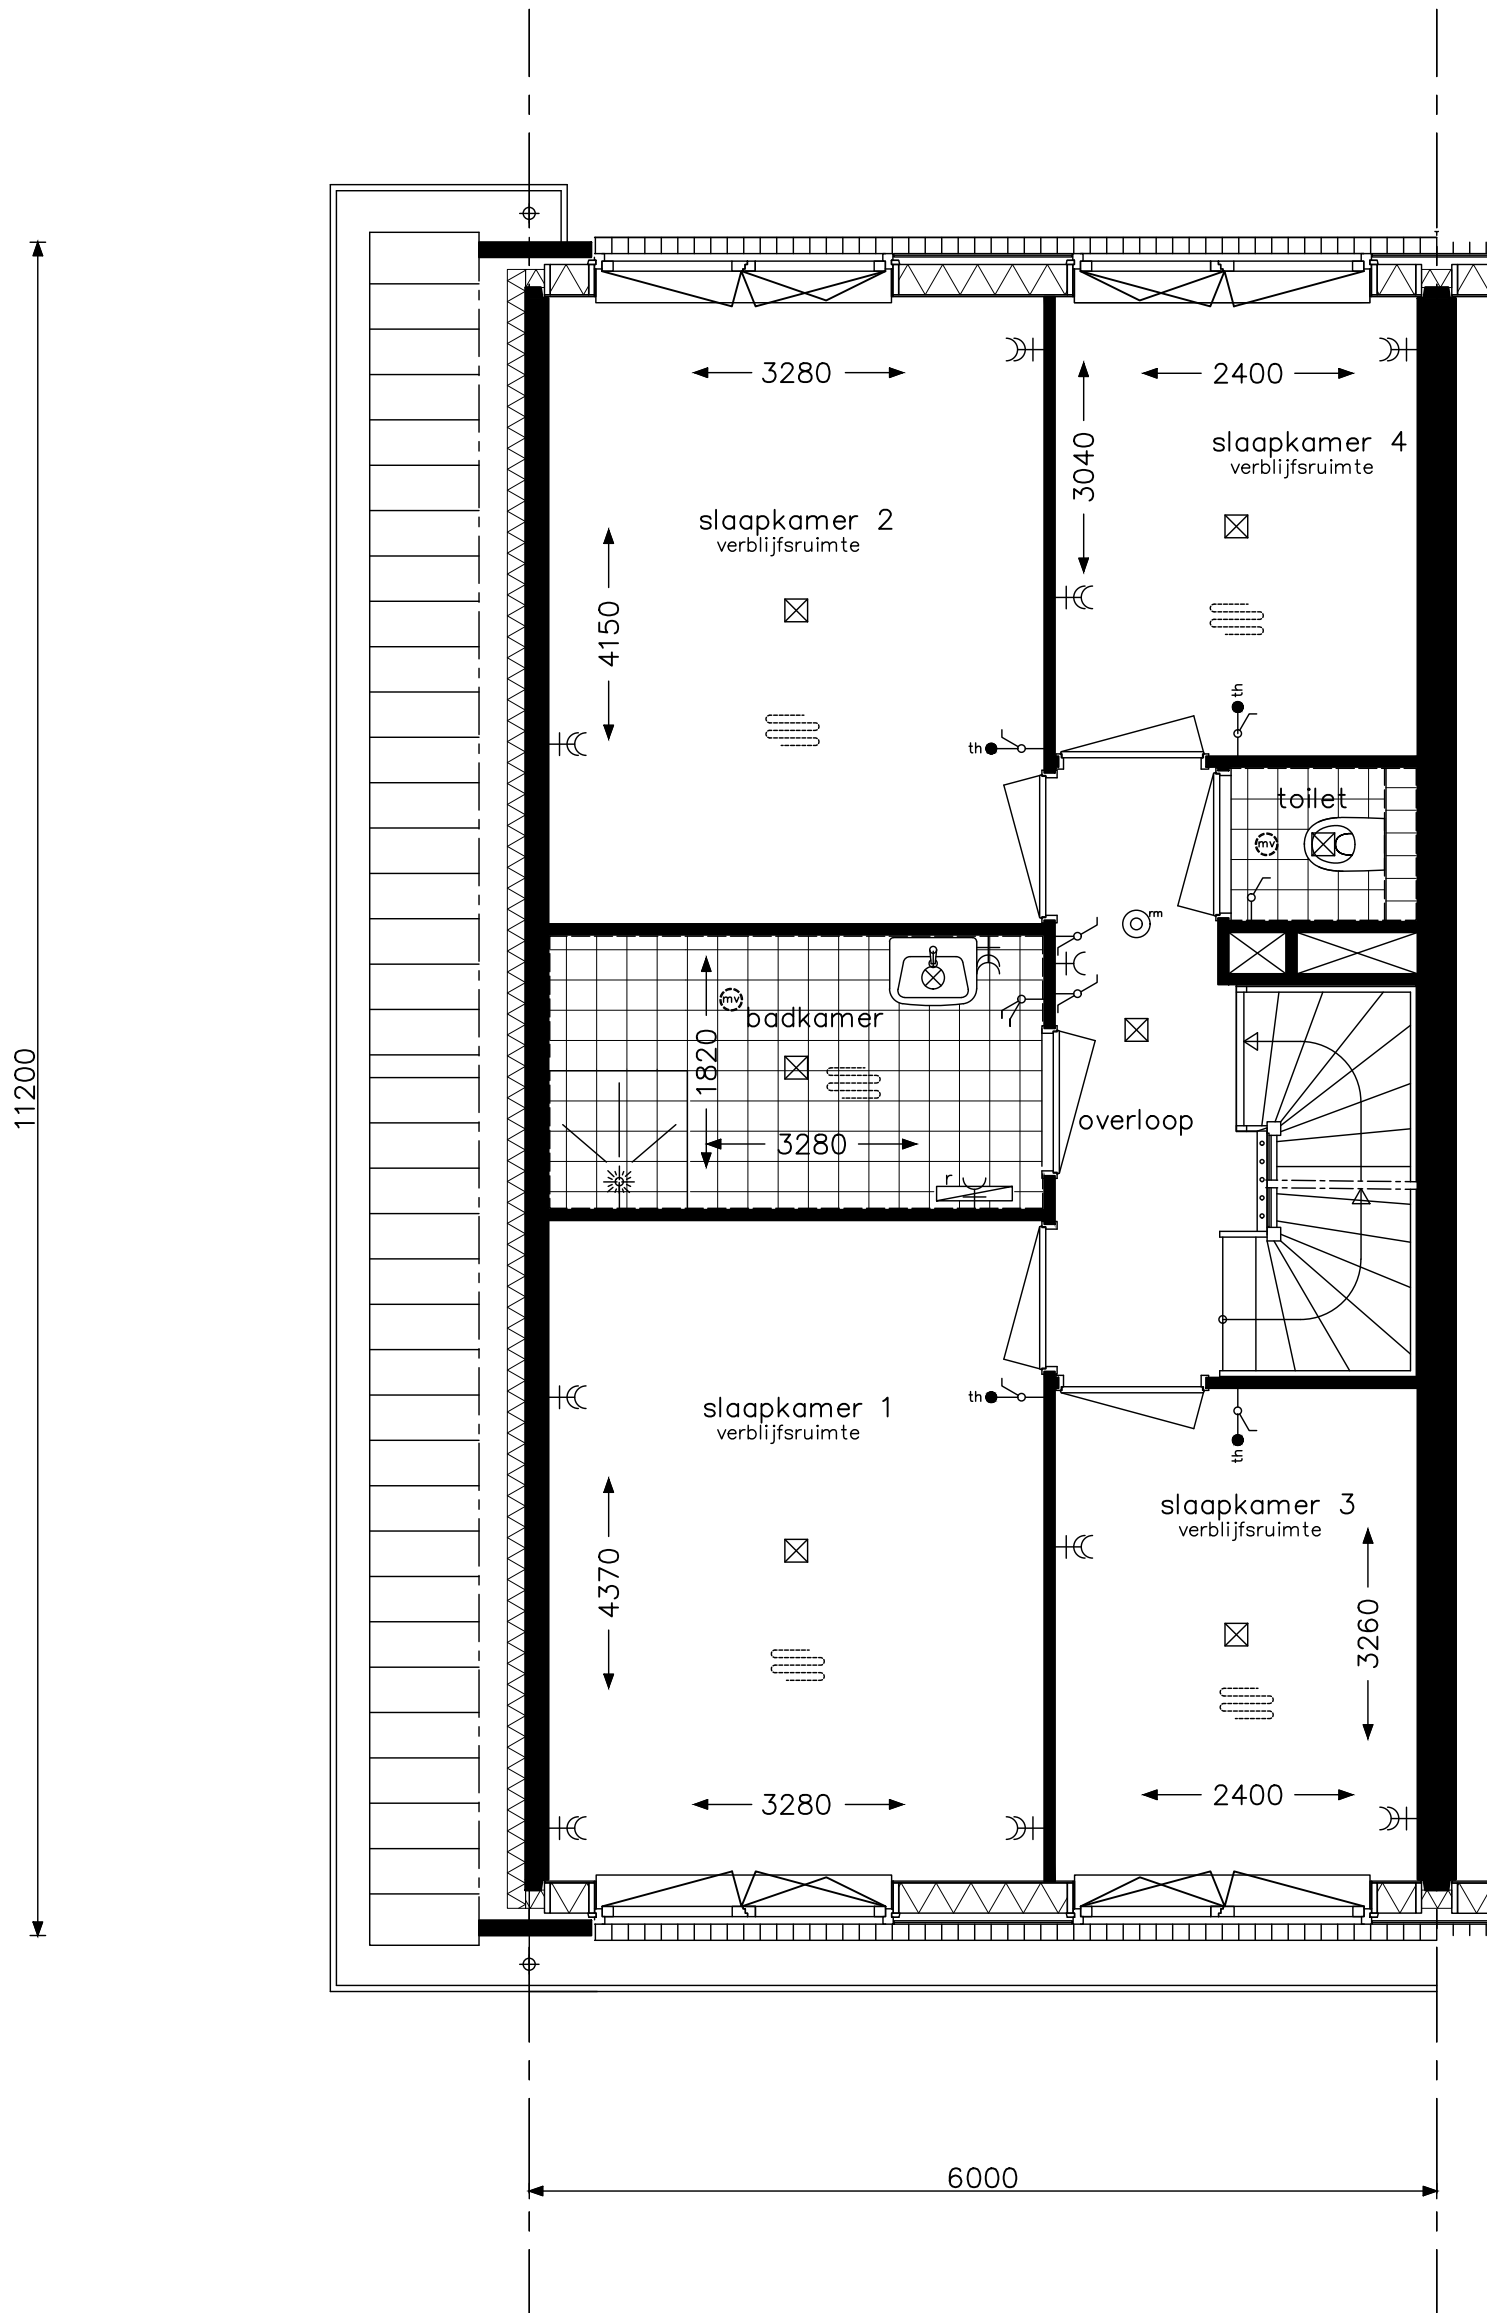 3280
2400
slaapkamer 4
verblijfsruimte
3040
slaapkamer 2
verblijfsruimte
4150
th
th
toilet
mv
rm
mv
badkamer
1820
11200
overloop
3280
r
th
slaapkamer 1
verblijfsruimte
th
slaapkamer 3
verblijfsruimte
4370
3260
3280
2400
6000